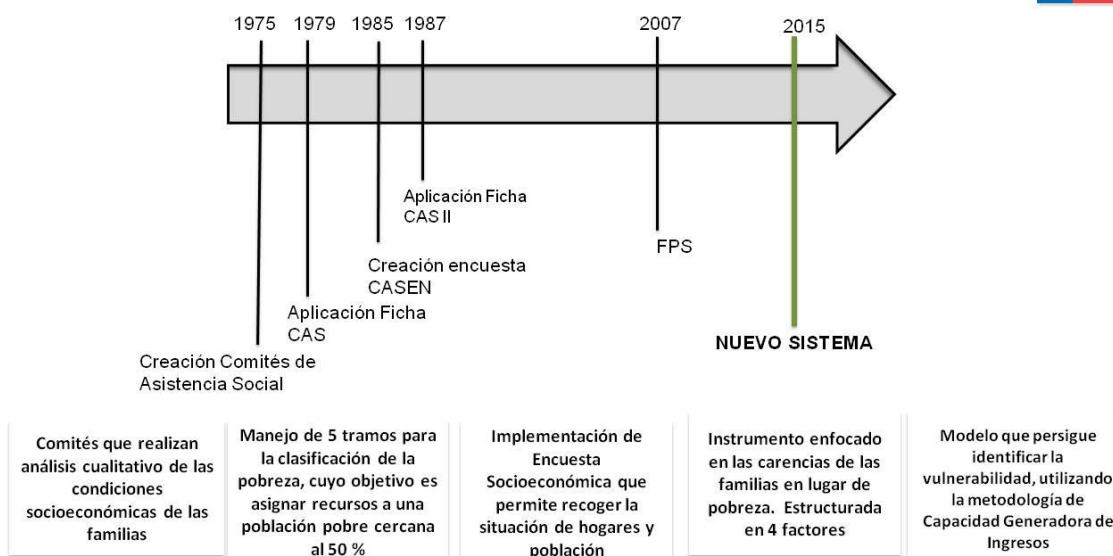 1975
1979
1985
1987
2007
2015
Aplicación Ficha
CAS II
FPS
Creación encuesta
CASEN
Aplicación Ficha
CAS
NUEVO SISTEMA
Creación Comités de
Asistencia Social
Comités que realizan
análisis cualitativo de las
condiciones
socioeconómicas de las
familias
Manejo de 5 tramos para
la clasificación de la
pobreza, cuyo objetivo es
asignar recursos a una
población pobre cercana
al 50 %
Implementación de
Encuesta
Socioeconómica que
permite recoger la
situación de hogares y
población
Instrumento enfocado
en las carencias de las
familias en lugar de
pobreza. Estructurada
en 4 factores
Modelo que persigue
identificar la
vulnerabilidad, utilizando
la metodología de
Capacidad Generadora de
Ingresos